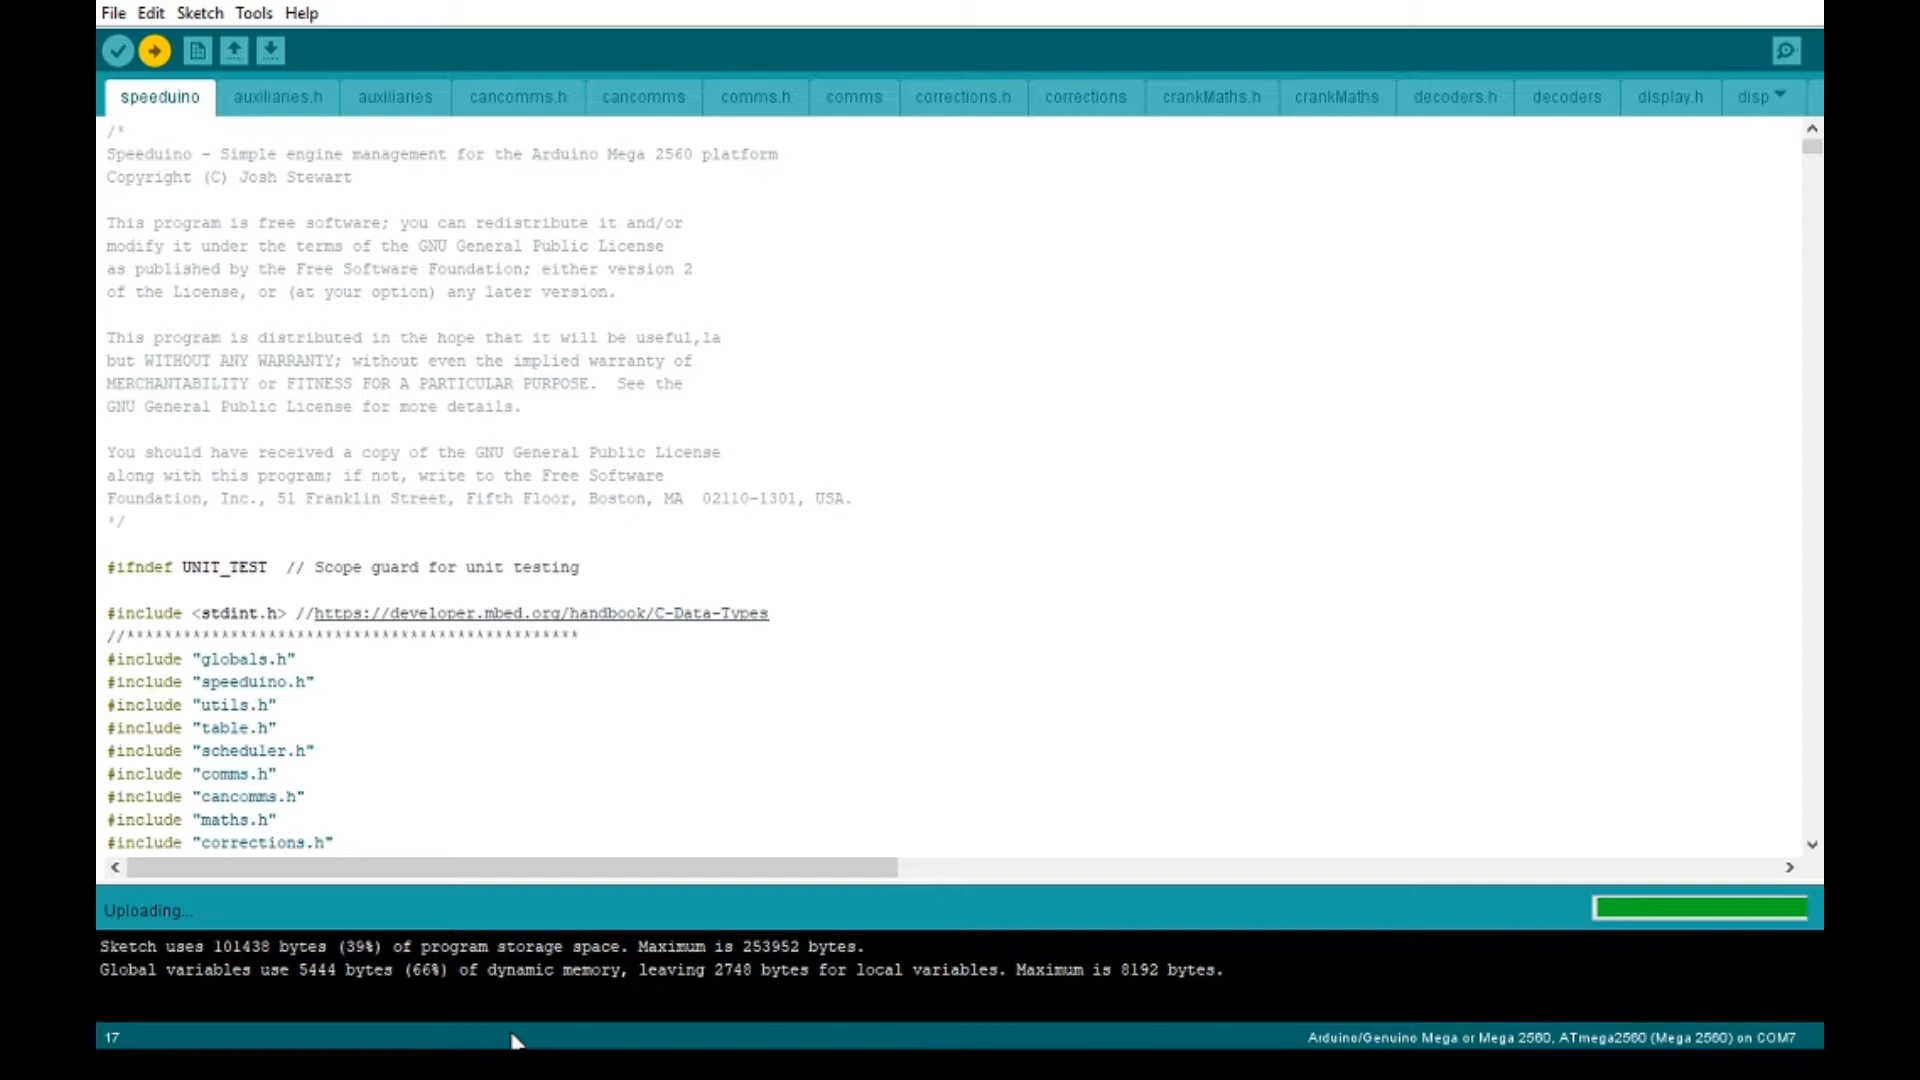 File Edit Sketch Tools Help
speeduino auxiliaries.h auxiliaries cancomms.h cancomms comms.h comms corrections.h corrections crankMaths.h crankMaths decoders.h decoders display.h disp
/*
Speeduino - Simple engine management for the Arduino Mega 2560 platform
Copyright (C) Josh Stewart
This program is free software; you can redistribute it and/or
modify it under the terms of the GNU General Public License
as published by the Free Software Foundation; either version 2
of the License, or (at your option) any later version.
This program is distributed in the hope that it will be useful,la
but WITHOUT ANY WARRANTY; without even the implied warranty of
MERCHANTABILITY or FITNESS FOR A PARTICULAR PURPOSE.  See the
GNU General Public License for more details.
You should have received a copy of the GNU General Public License
along with this program; if not, write to the Free Software
Foundation, Inc., 51 Franklin Street, Fifth Floor, Boston, MA  02110-1301, USA.
*/
#ifndef UNIT_TEST  // Scope guard for unit testing
#include <stdint.h> //https://developer.mbed.org/handbook/C-Data-Types
//************************************************
#include "globals.h"
#include "speeduino.h"
#include "utils.h"
#include "table.h"
#include "scheduler.h"
#include "comms.h"
#include "cancomms.h"
#include "maths.h"
#include "corrections.h"
Uploading...
Sketch uses 101438 bytes (39%) of program storage space. Maximum is 253952 bytes.
Global variables use 5444 bytes (66%) of dynamic memory, leaving 2748 bytes for local variables. Maximum is 8192 bytes.
17 Arduino/Genuino Mega or Mega 2560, ATmega2560 (Mega 2560) on COM7